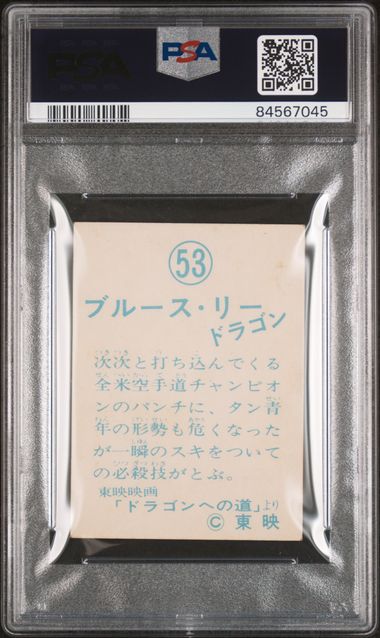 PSA
PSA
84567045
53
ブルース・リー
ドラゴン
次次と打ち込んでくる
全米空手道チャンピオ
ンのパンチに、タン青
年の形勢も危くなった
が一瞬のスキをついて
の必殺技がとぶ。
東映映画
「ドラゴンへの道」より
© 東映